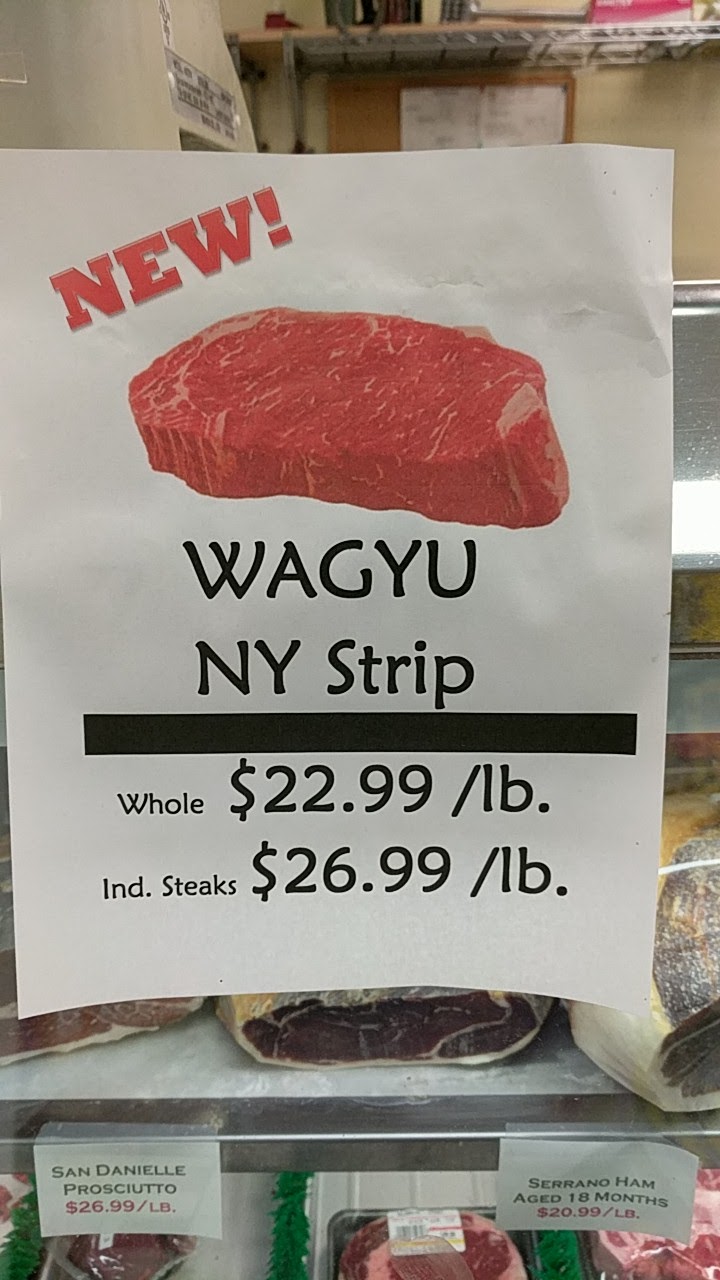 NEW!
WAGYU
NY Strip
Whole $22.99 /lb.
Ind. Steaks $26.99 /lb.
SAN DANIELLE
PROSCIUTTO
$26.99/LB.
SERRANO HAM
AGED 18 MONTHS
$20.99/LB.